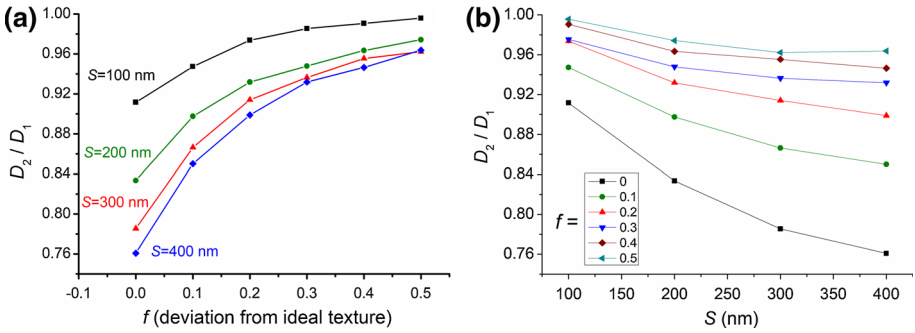 (a)
1.00
0.96
0.92
0.88
0.84
0.80
0.76
D2 / D1
S=100 nm
S=200 nm
S=300 nm
S=400 nm
-0.1 0.0 0.1 0.2 0.3 0.4 0.5
f (deviation from ideal texture)
(b)
1.00
0.96
0.92
0.88
0.84
0.80
0.76
D2 / D1
f =
0
0.1
0.2
0.3
0.4
0.5
100 150 200 250 300 350 400
S (nm)